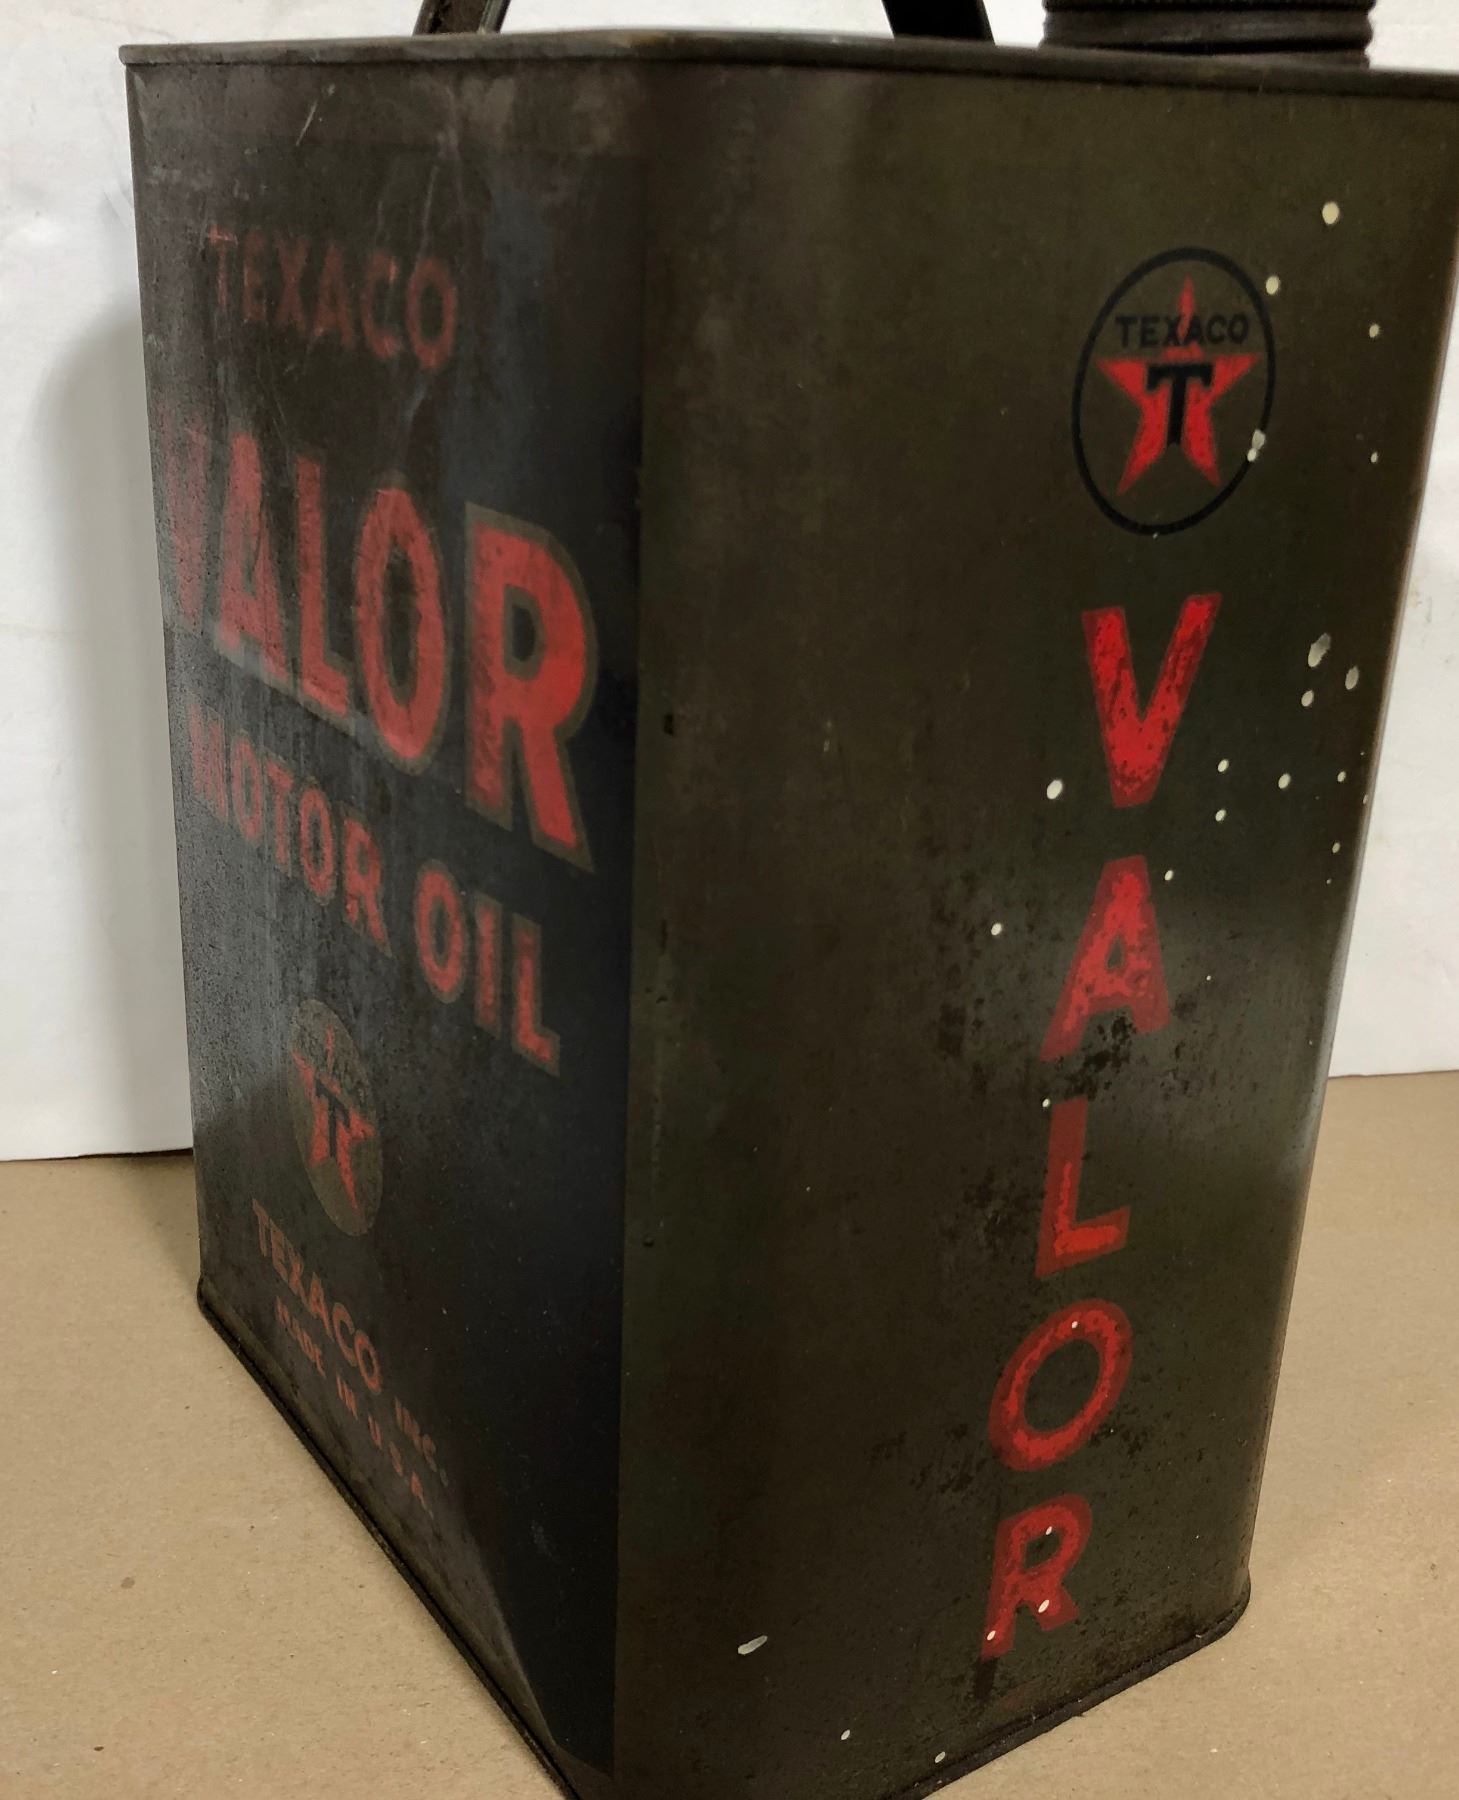 TEXACO
VALOR
MOTOR OIL
TEXACO
T
TEXACO INC.
MADE IN U.S.A.
TEXACO
T
VALOR